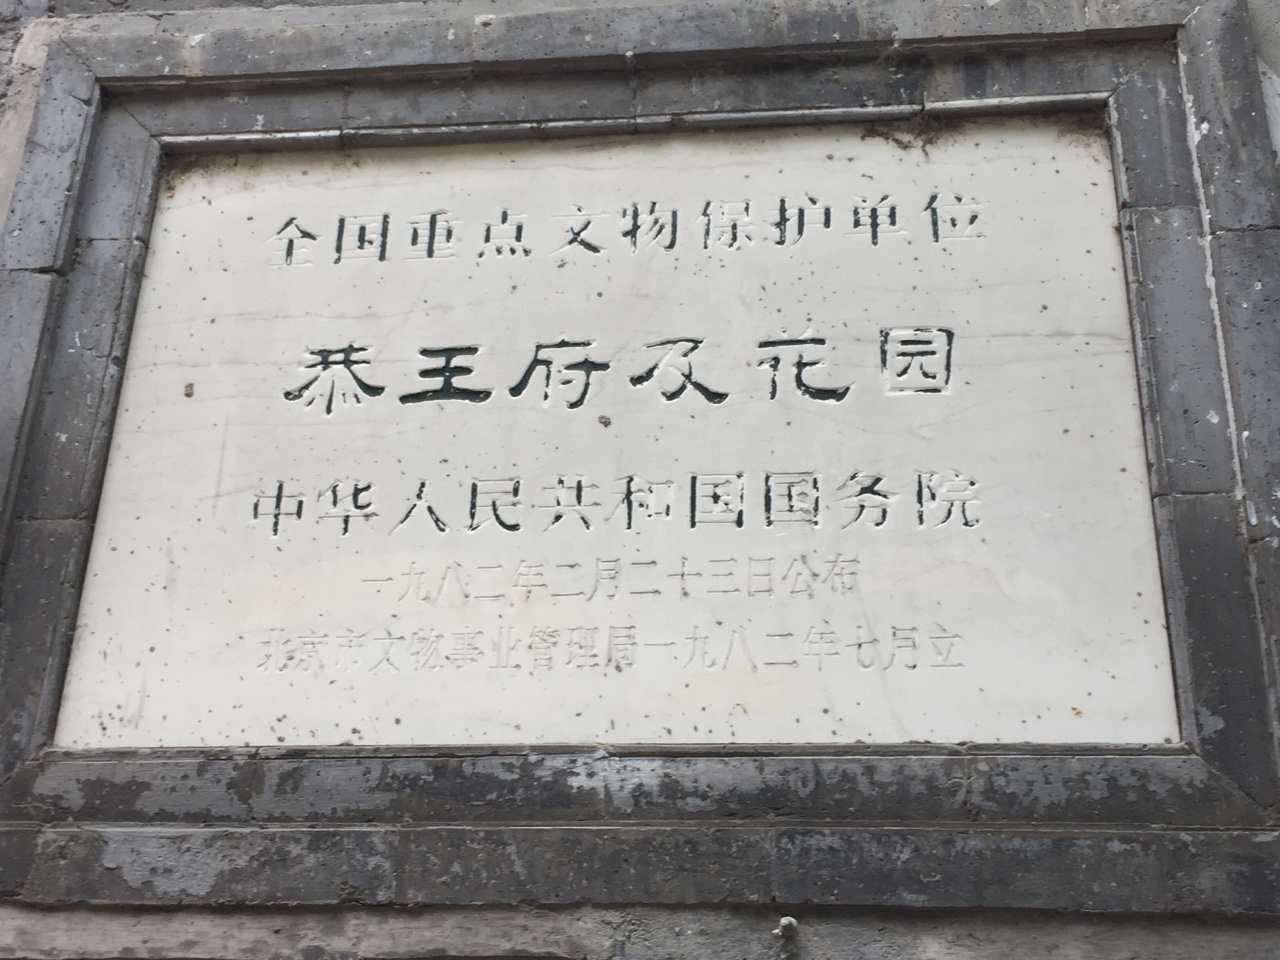 全国重点文物保护单位
恭王府及花园
中华人民共和国国务院
一九八二年二月二十三日公布
北京市文物事业管理局一九八二年七月立